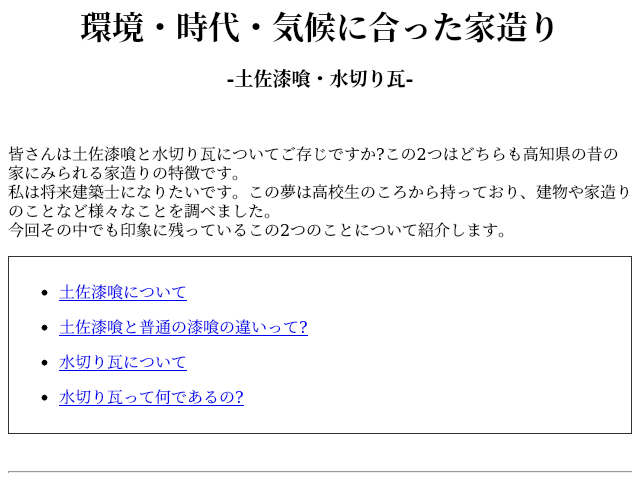 環境・時代・気候に合った家造り
-土佐漆喰・水切り瓦-
皆さんは土佐漆喰と水切り瓦についてご存じですか?この2つはどちらも高知県の昔の
家にみられる家造りの特徴です。
私は将来建築士になりたいです。この夢は高校生のころから持っており、建物や家造り
のことなど様々なことを調べました。
今回その中でも印象に残っているこの2つのことについて紹介します。
土佐漆喰について
土佐漆喰と普通の漆喰の違いって?
水切り瓦について
水切り瓦って何であるの?